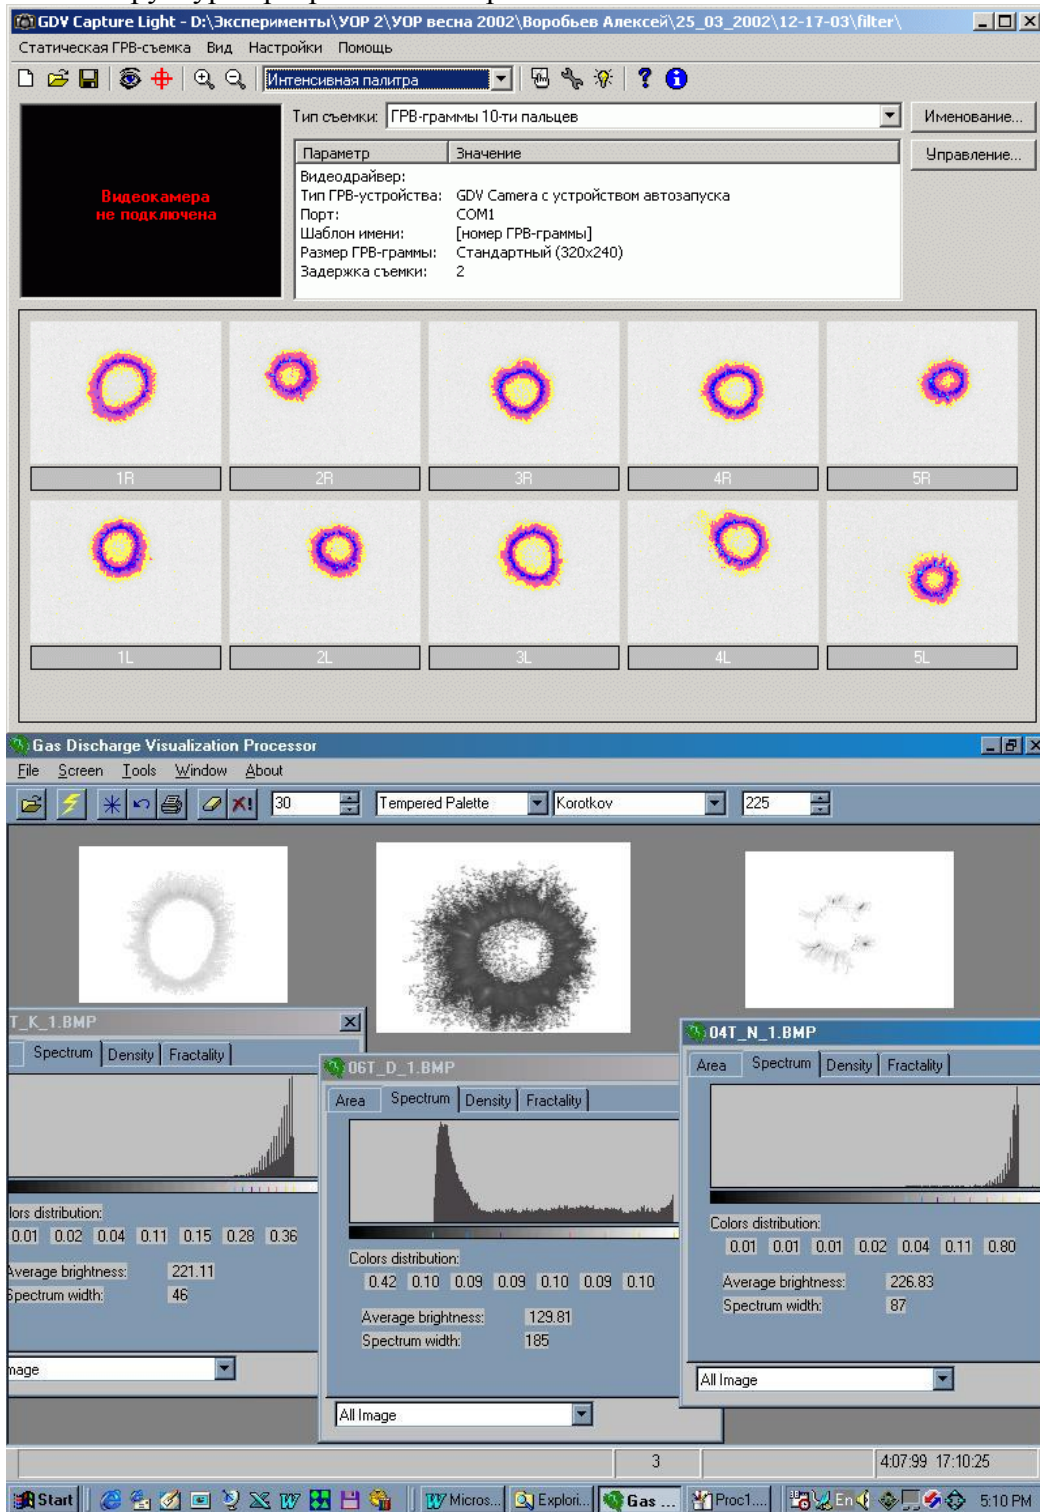 GDV Capture Light - D:\Эксперименты\УОР 2\УОР весна 2002\Воробьев Алексей\25_03_2002\12-17-03\filter\
Статическая ГРВ-съемка Вид Настройки Помощь
Интенсивная палитра
Тип съемки: ГРВ-граммы 10-ти пальцев
Именование...
Управление...
Видеокамера
не подключена
Параметр Значение
Видеодрайвер:
Тип ГРВ-устройства: GDV Camera с устройством автозапуска
Порт: COM1
Шаблон имени: [номер ГРВ-граммы]
Размер ГРВ-граммы: Стандартный (320x240)
Задержка съемки: 2
1R 2R 3R 4R 5R
1L 2L 3L 4L 5L
Gas Discharge Visualization Processor
File Screen Tools Window About
30 Tempered Palette Korotkov 225
T_K_1.BMP
Spectrum Density Fractality
lors distribution:
0.01 0.02 0.04 0.11 0.15 0.28 0.36
Average brightness: 221.11
Spectrum width: 46
mage
06T_D_1.BMP
Area Spectrum Density Fractality
Colors distribution:
0.42 0.10 0.09 0.09 0.10 0.09 0.10
Average brightness: 129.81
Spectrum width: 185
All Image
04T_N_1.BMP
Area Spectrum Density Fractality
Colors distribution:
0.01 0.01 0.01 0.02 0.04 0.11 0.80
Average brightness: 226.83
Spectrum width: 87
All Image
3 4:07:99 17:10:25
Start Micros... Explori... Gas ... Proc1.... En 5:10 PM